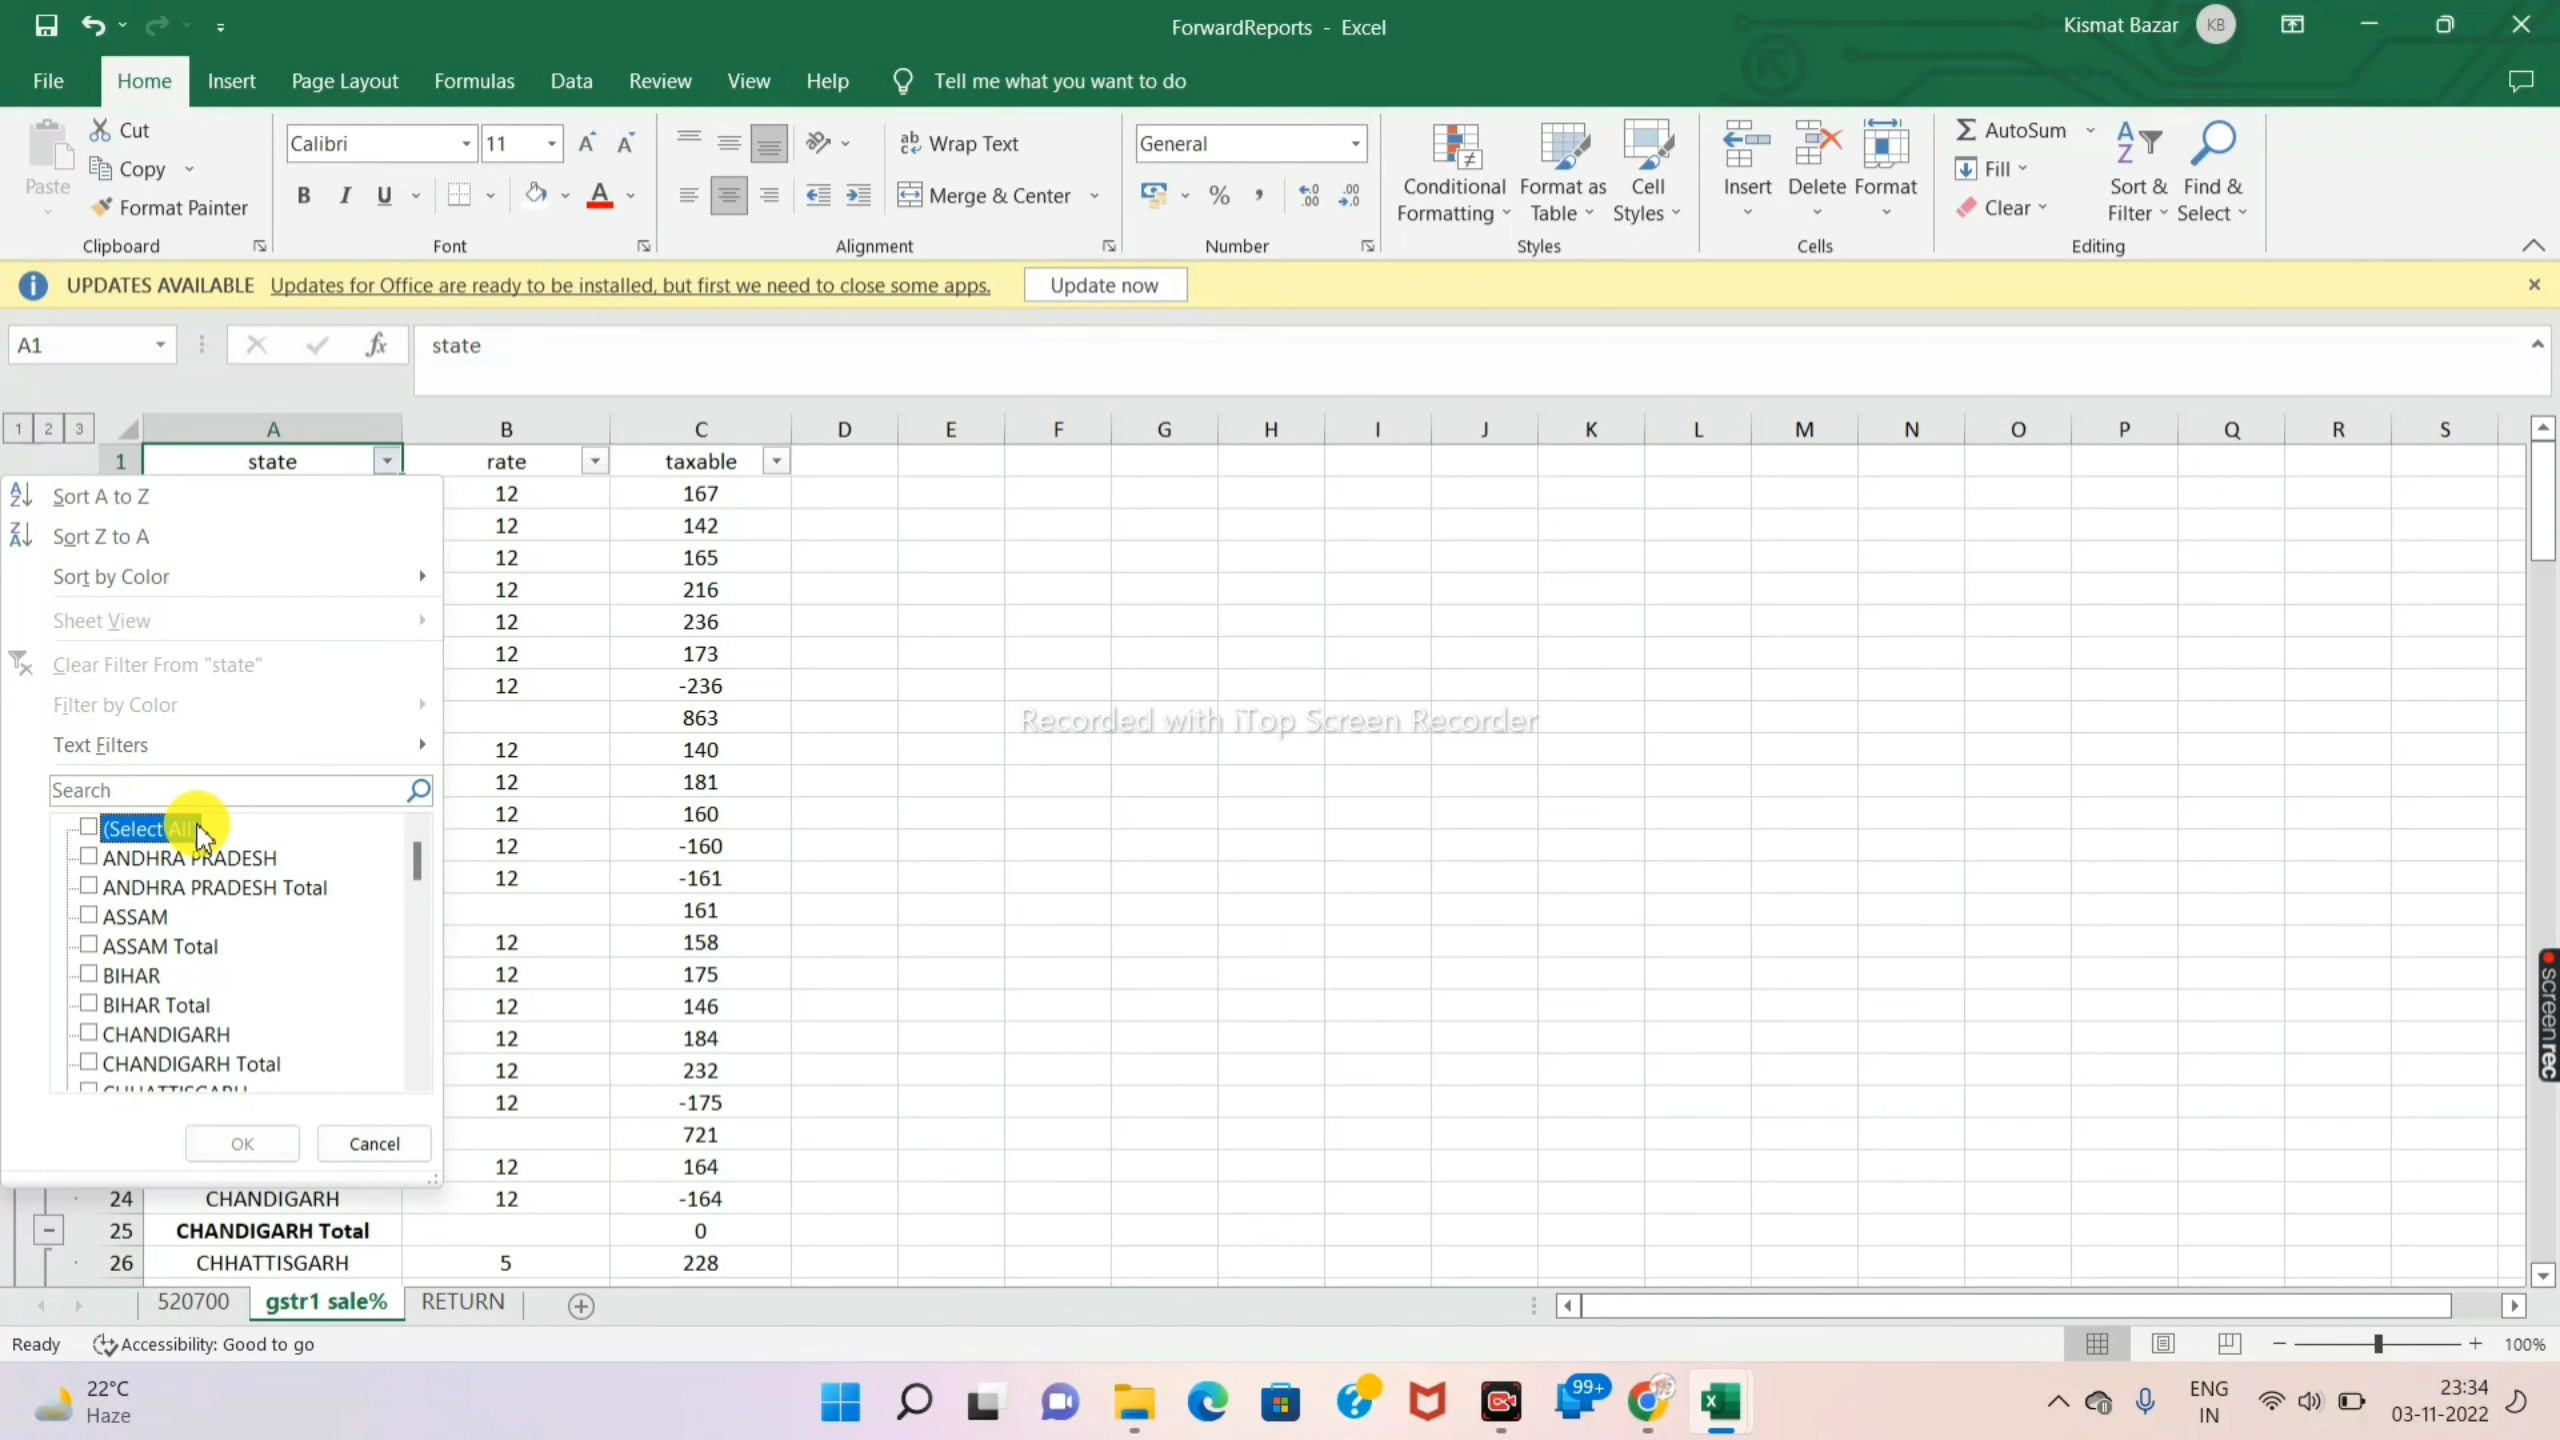 ForwardReports - Excel
Kismat Bazar KB
File Home Insert Page Layout Formulas Data Review View Help Tell me what you want to do
Paste Cut Copy Format Painter
Calibri 11
B I U A
Wrap Text
Merge & Center
General
Conditional Formatting Format as Table Cell Styles
Insert Delete Format
AutoSum Fill Clear
Sort & Filter Find & Select
Clipboard Font Alignment Number Styles Cells Editing
UPDATES AVAILABLE Updates for Office are ready to be installed, but first we need to close some apps. Update now
A1 fx state
1 2 3 A B C D E F G H I J K L M N O P Q R S
1 state rate taxable
12 167
12 142
12 165
12 216
12 236
12 173
12 -236
863
12 140
12 181
12 160
12 -160
12 -161
161
12 158
12 175
12 146
12 184
12 232
12 -175
721
12 164
24 CHANDIGARH 12 -164
25 CHANDIGARH Total 0
26 CHHATTISGARH 5 228
Sort A to Z
Sort Z to A
Sort by Color
Sheet View
Clear Filter From "state"
Filter by Color
Text Filters
Search
(Select All)
ANDHRA PRADESH
ANDHRA PRADESH Total
ASSAM
ASSAM Total
BIHAR
BIHAR Total
CHANDIGARH
CHANDIGARH Total
OK Cancel
Recorded with iTop Screen Recorder
screenrec
520700 gstr1 sale% RETURN
Ready Accessibility: Good to go 100%
22°C
Haze
99+
ENG
IN
23:34
03-11-2022